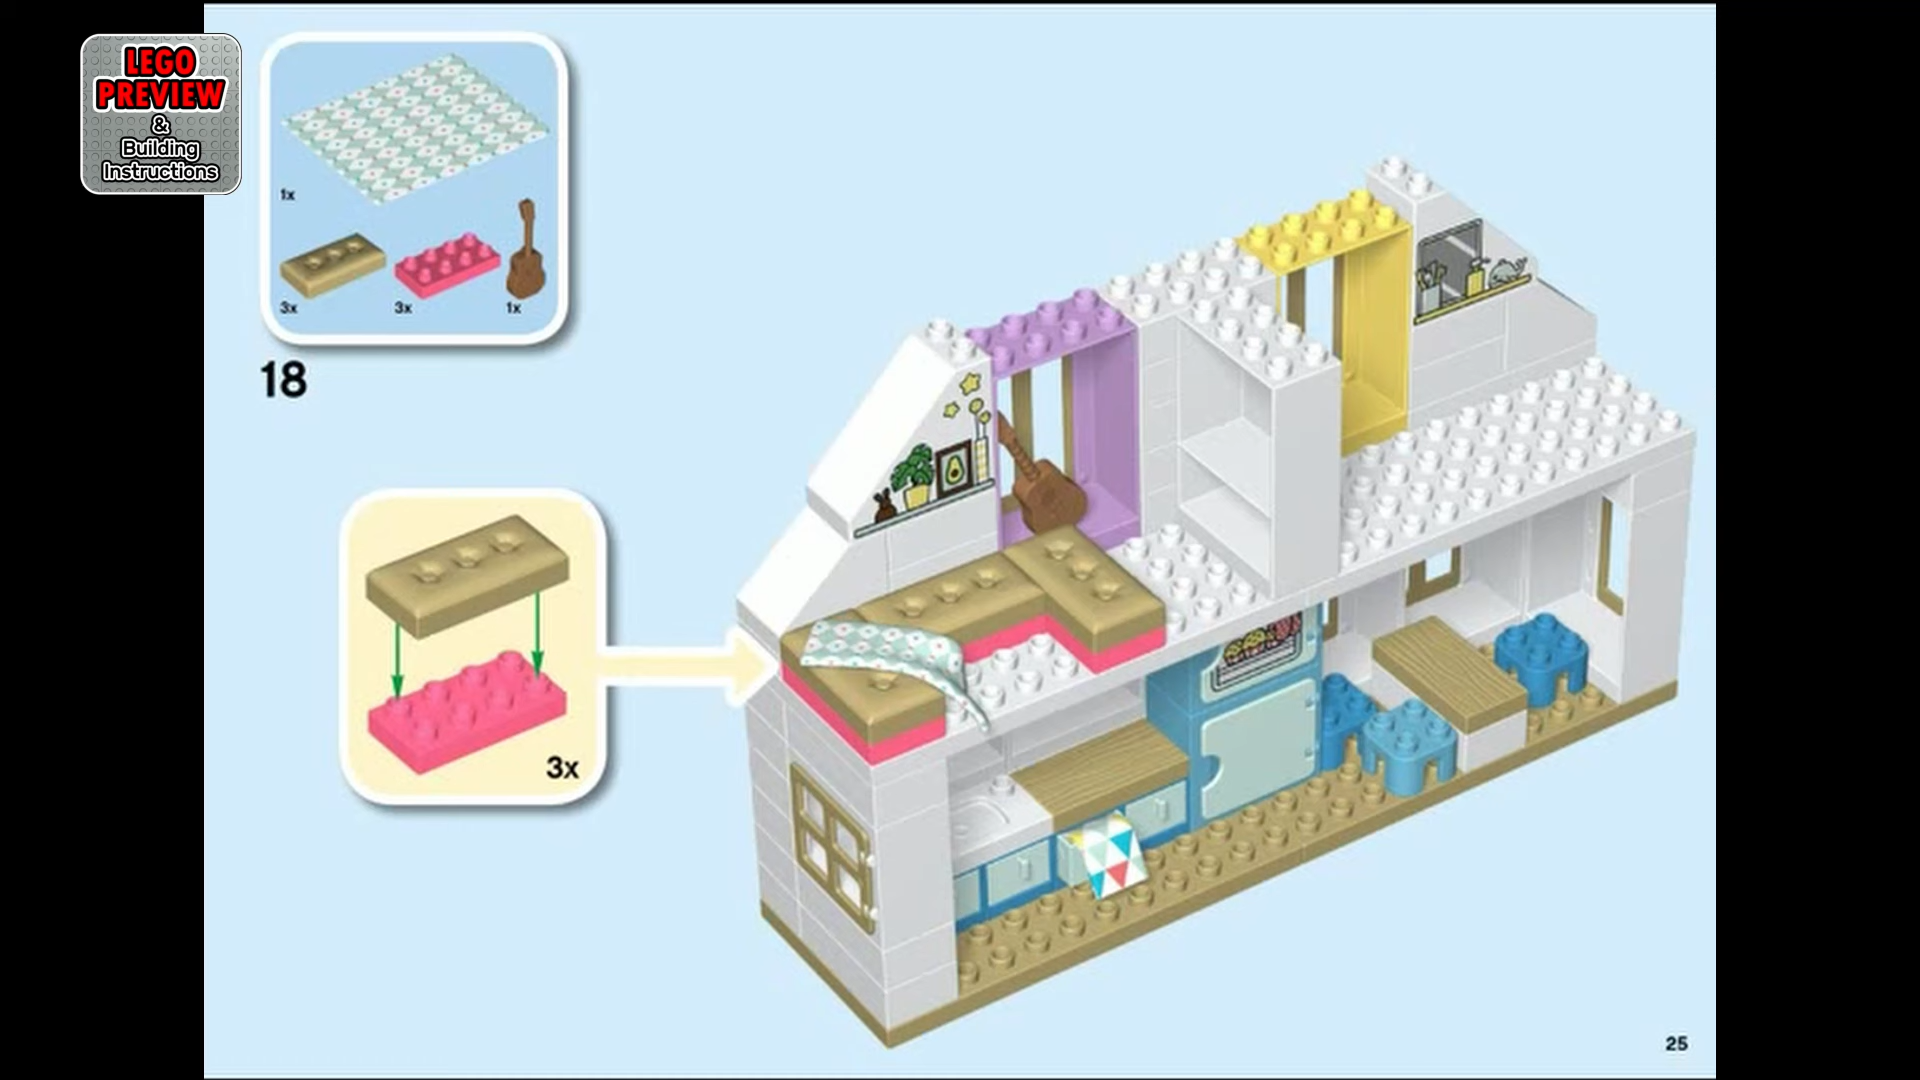 LEGO
PREVIEW
&
Building
Instructions
1x
3x
3x
1x
18
3x
25